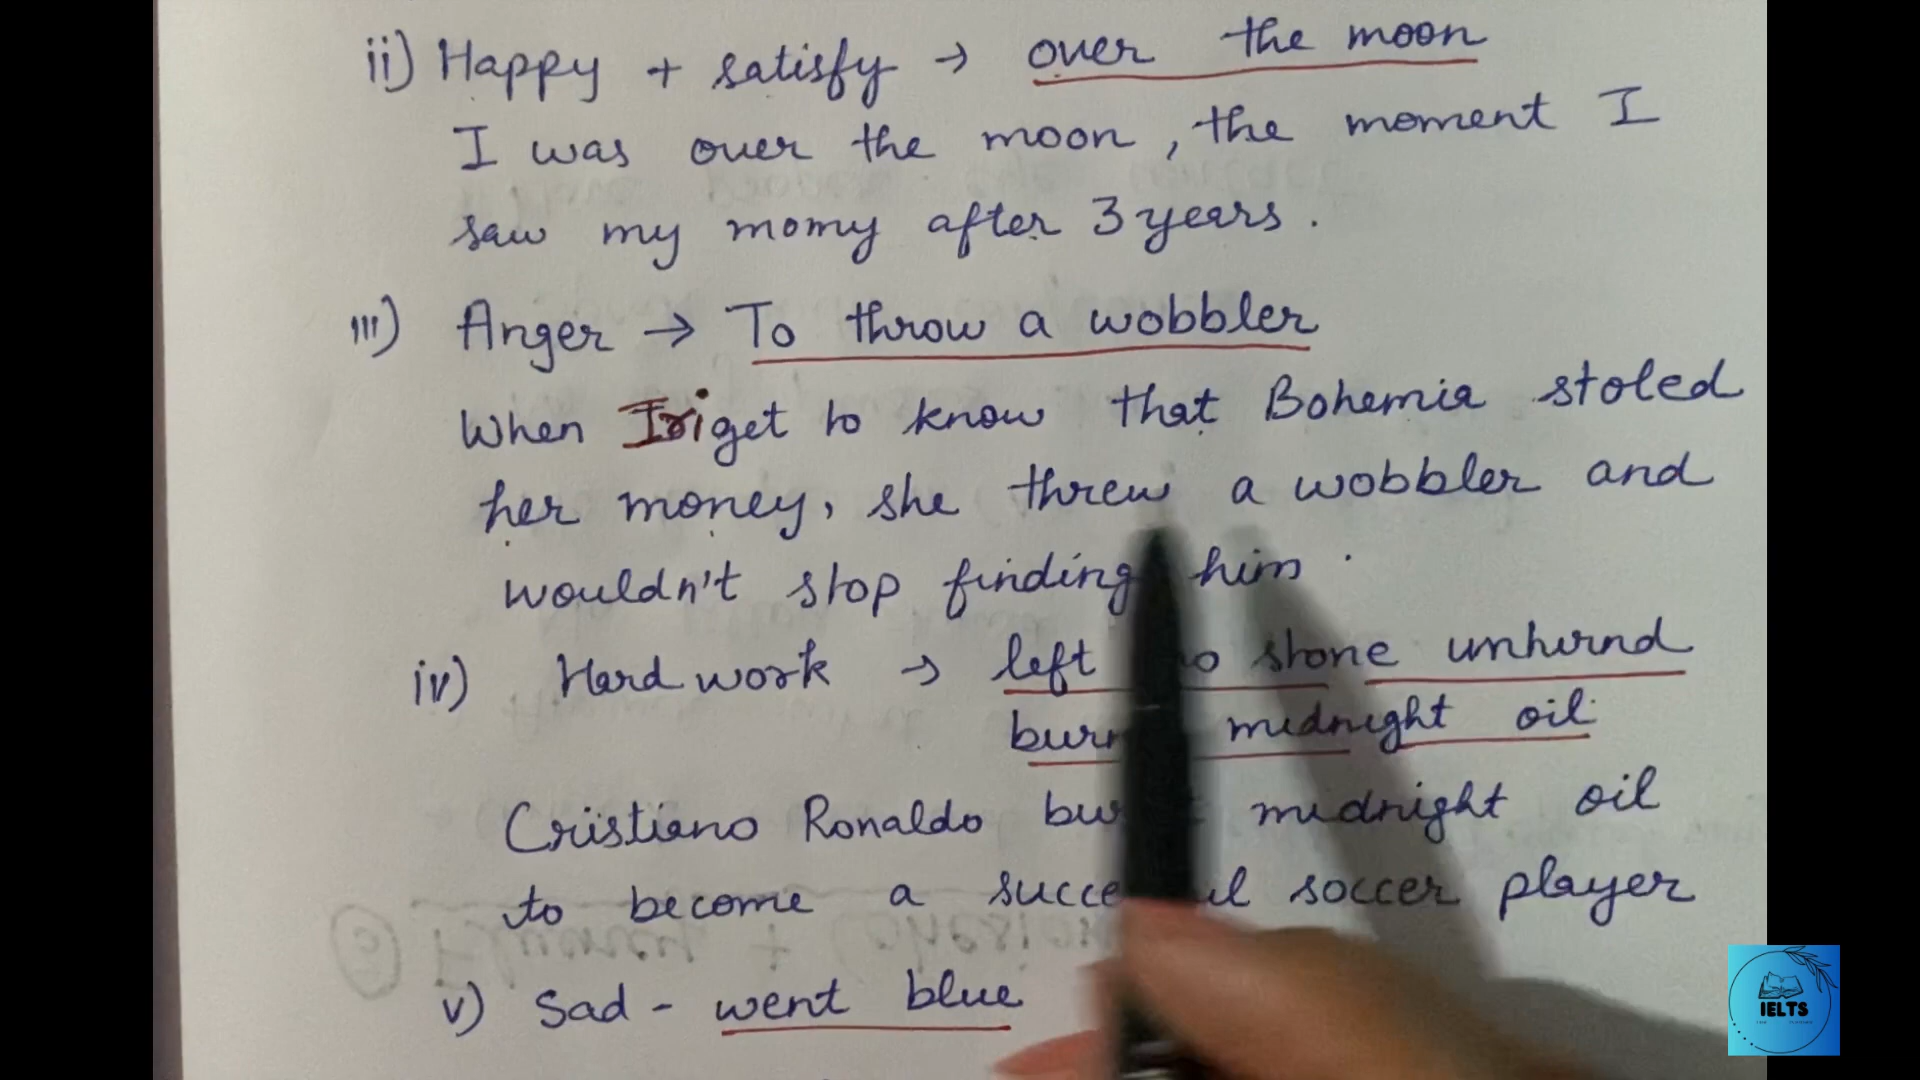 ii) Happy + satisfy → over the moon
I was over the moon, the moment I
saw my momy after 3 years.
iii) Anger → To throw a wobbler
When Iri get to know that Bohemia stoled
her money, she threw a wobbler and
wouldn't stop finding him.
iv) Hard work → left stone unturnd
midnight oil
Cristiano Ronaldo midnight oil
to become a soccer player
v) Sad - went blue
IELTS